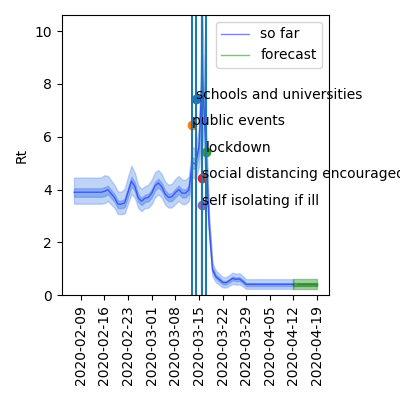 10
8
6
4
2
0
Rt
so far
forecast
schools and universities
public events
lockdown
social distancing encouraged
self isolating if ill
2020-02-09
2020-02-16
2020-02-23
2020-03-01
2020-03-08
2020-03-15
2020-03-22
2020-03-29
2020-04-05
2020-04-12
2020-04-19